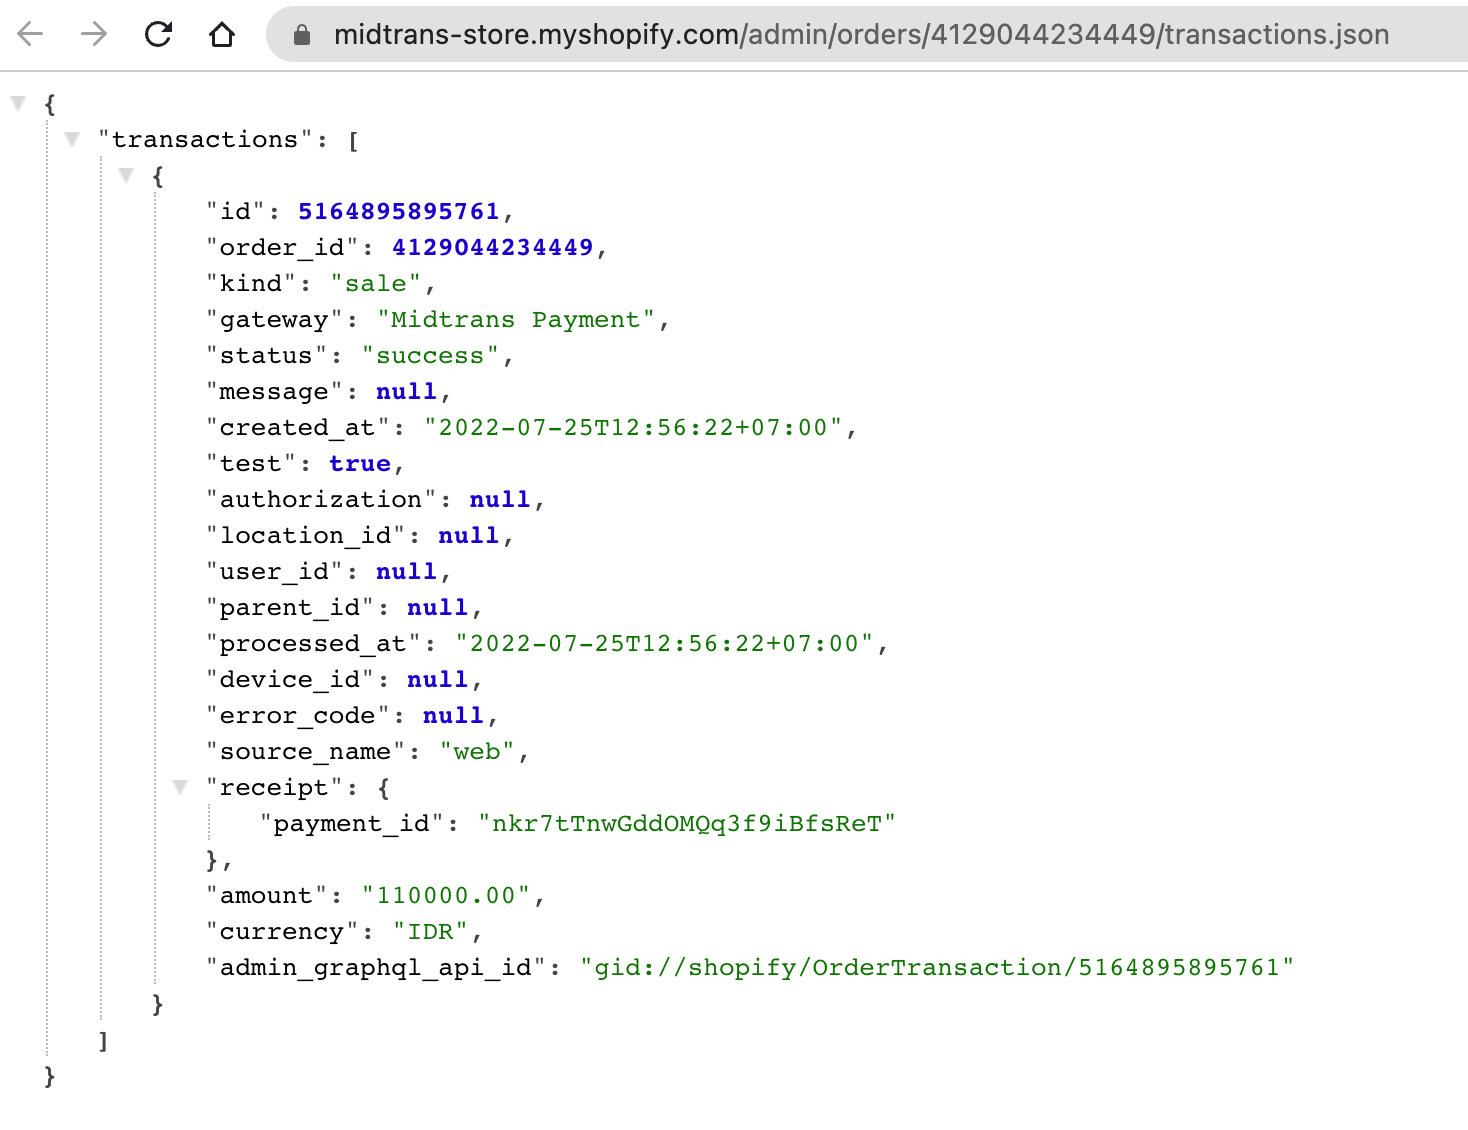 midtrans-store.myshopify.com/admin/orders/4129044234449/transactions.json
{
"transactions": [
{
"id": 5164895895761,
"order_id": 4129044234449,
"kind": "sale",
"gateway": "Midtrans Payment",
"status": "success",
"message": null,
"created_at": "2022-07-25T12:56:22+07:00",
"test": true,
"authorization": null,
"location_id": null,
"user_id": null,
"parent_id": null,
"processed_at": "2022-07-25T12:56:22+07:00",
"device_id": null,
"error_code": null,
"source_name": "web",
"receipt": {
"payment_id": "nkr7tTnwGddOMQq3f9iBfsReT"
},
"amount": "110000.00",
"currency": "IDR",
"admin_graphql_api_id": "gid://shopify/OrderTransaction/5164895895761"
}
]
}